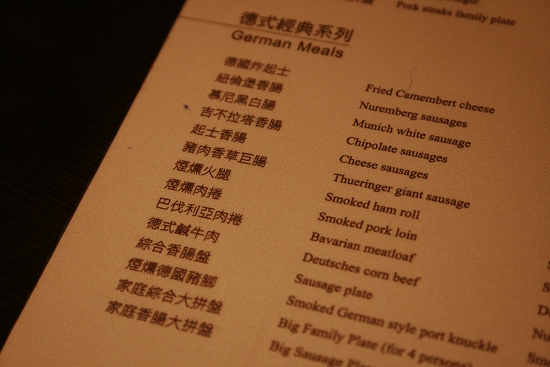 Pork steaks family plate
德式經典系列
German Meals
德國炸起士 Fried Camembert cheese
紐倫堡香腸 Nuremberg sausages
慕尼黑白腸 Munich white sausage
吉不拉塔香腸 Chipolate sausages
起士香腸 Cheese sausages
豬肉香草巨腸 Thueringer giant sausage
煙燻火腿 Smoked ham roll
煙燻肉捲 Smoked pork loin
巴伐利亞肉捲 Bavarian meatloaf
德式鹹牛肉 Deutsches corn beef
綜合香腸盤 Sausage plate
煙燻德國豬腳 Smoked German style port knuckle
家庭綜合大拼盤 Big Family Plate (for 4 persons)
家庭香腸大拼盤 Big Sausage Plate